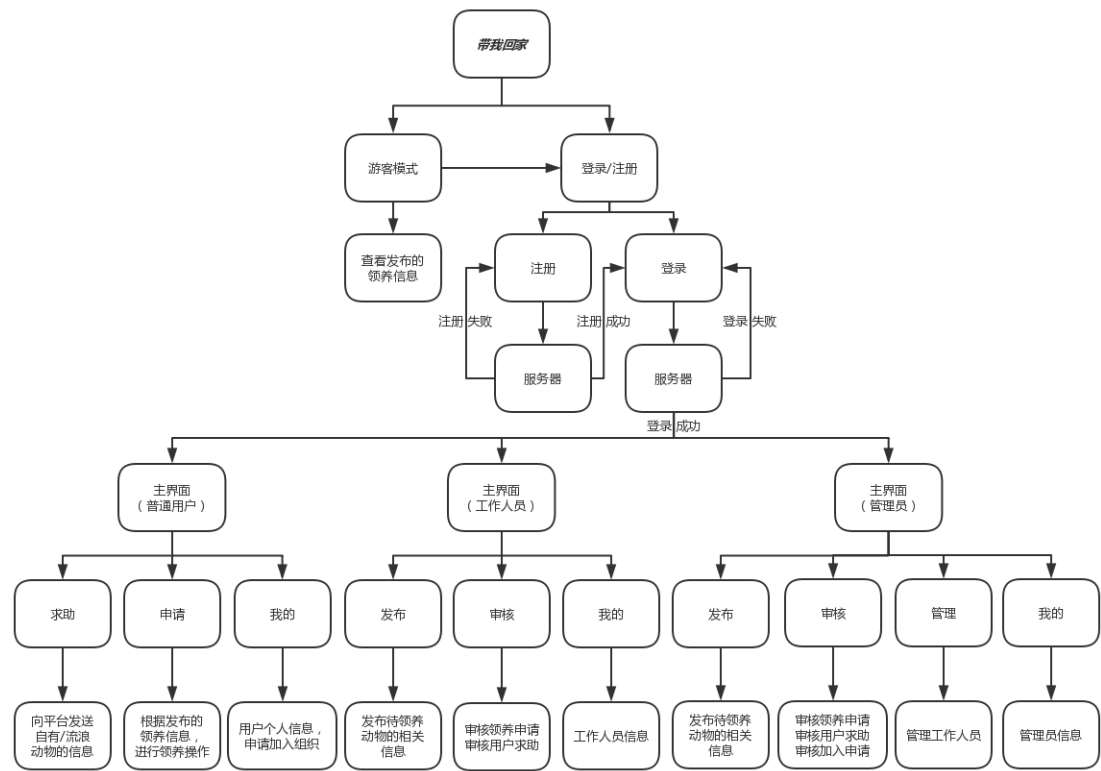 带我回家
游客模式
登录/注册
查看发布的
领养信息
注册
登录
注册 失败
注册 成功
登录 失败
服务器
服务器
登录 成功
主界面
（普通用户）
主界面
（工作人员）
主界面
（管理员）
求助
申请
我的
发布
审核
我的
发布
审核
管理
我的
向平台发送
自有/流浪
动物的信息
根据发布的
领养信息，
进行领养操作
用户个人信息，
申请加入组织
发布待领养
动物的相关
信息
审核领养申请
审核用户求助
工作人员信息
发布待领养
动物的相关
信息
审核领养申请
审核用户求助
审核加入申请
管理工作人员
管理员信息